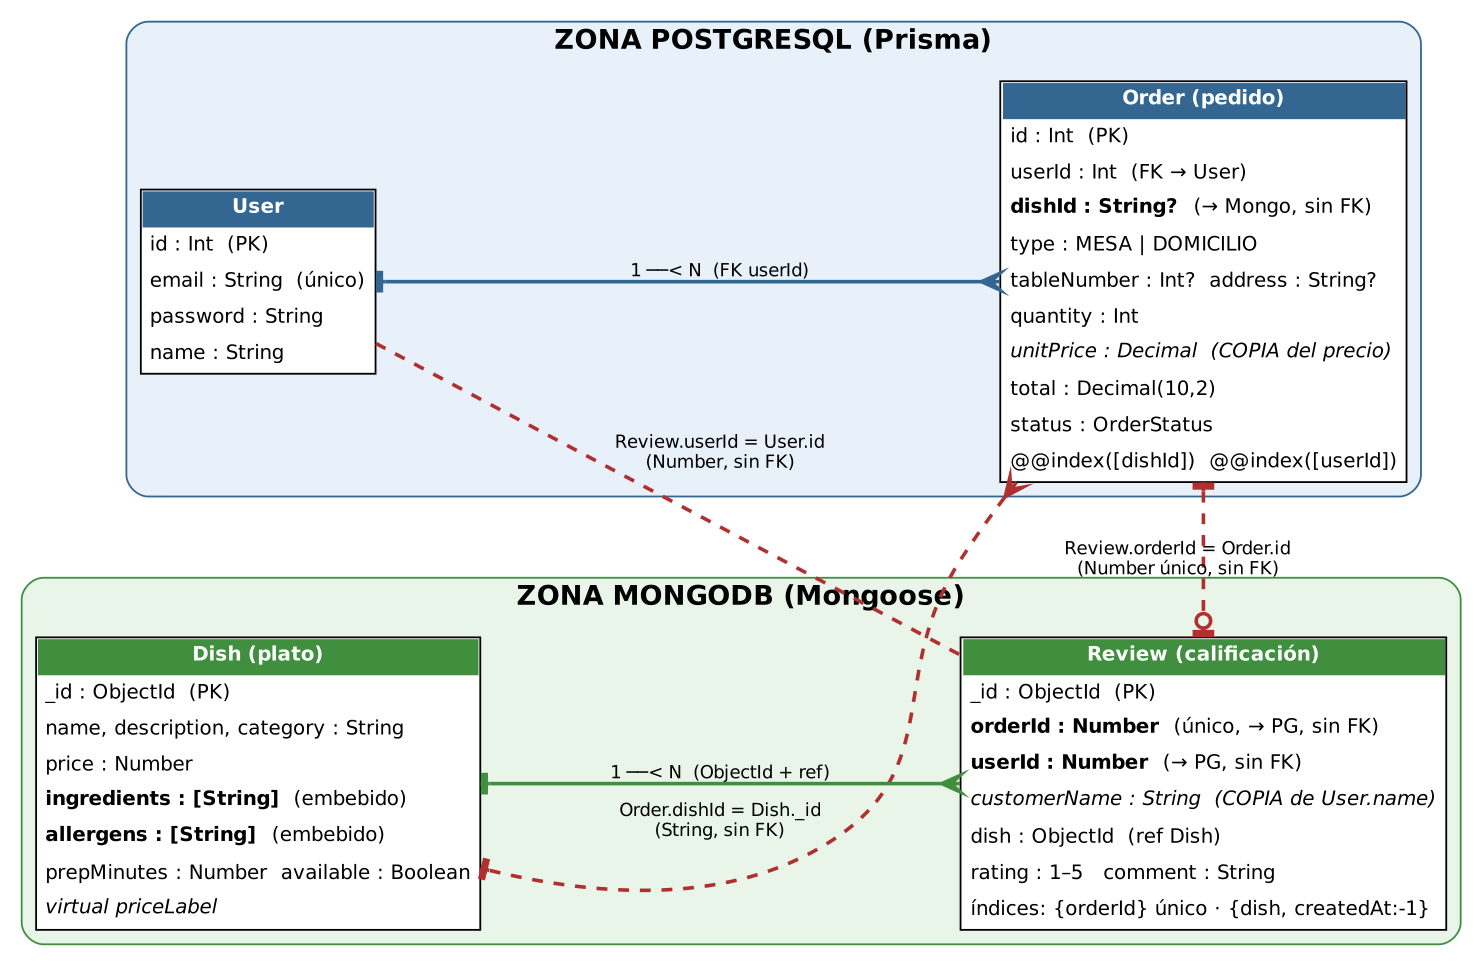 ZONA POSTGRESQL (Prisma)
Order (pedido)
id : Int  (PK)
userId : Int  (FK → User)
dishId : String?  (→ Mongo, sin FK)
type : MESA | DOMICILIO
tableNumber : Int?  address : String?
quantity : Int
unitPrice : Decimal  (COPIA del precio)
total : Decimal(10,2)
status : OrderStatus
@@index([dishId])  @@index([userId])
User
id : Int  (PK)
email : String  (único)
password : String
name : String
1 ──< N  (FK userId)
Review.userId = User.id
(Number, sin FK)
Review.orderId = Order.id
(Number único, sin FK)
ZONA MONGODB (Mongoose)
Dish (plato)
_id : ObjectId  (PK)
name, description, category : String
price : Number
ingredients : [String]  (embebido)
allergens : [String]  (embebido)
prepMinutes : Number  available : Boolean
virtual priceLabel
1 ──< N  (ObjectId + ref)
Order.dishId = Dish._id
(String, sin FK)
Review (calificación)
_id : ObjectId  (PK)
orderId : Number  (único, → PG, sin FK)
userId : Number  (→ PG, sin FK)
customerName : String  (COPIA de User.name)
dish : ObjectId  (ref Dish)
rating : 1–5   comment : String
índices: {orderId} único · {dish, createdAt:-1}